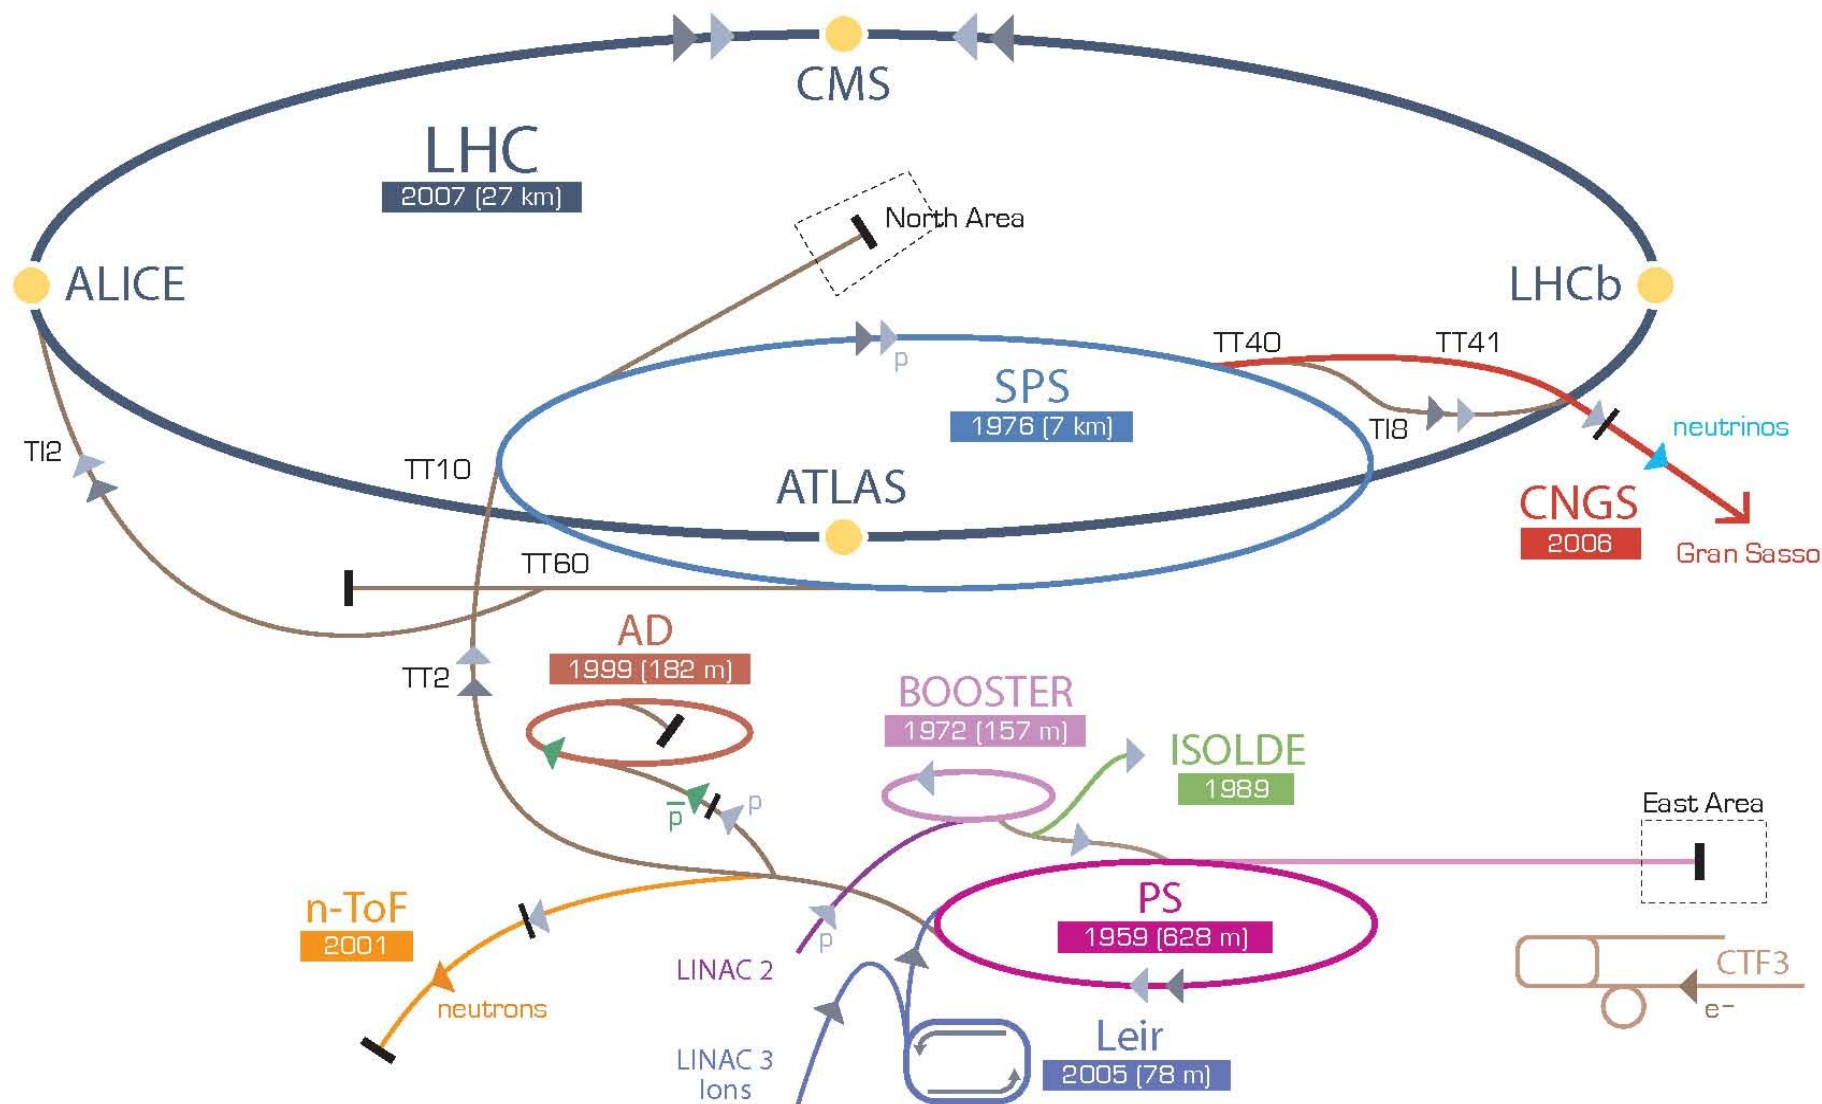 CMS
LHC
2007 (27 km)
North Area
ALICE
LHCb
TT40
TT41
p
SPS
1976 (7 km)
TI8
neutrinos
TI2
TT10
ATLAS
CNGS
2006
Gran Sasso
TT60
AD
1999 (182 m)
TT2
BOOSTER
1972 (157 m)
ISOLDE
1989
East Area
p̅
p
n-ToF
2001
PS
1959 (628 m)
p
LINAC 2
CTF3
neutrons
e−
Leir
2005 (78 m)
LINAC 3
Ions